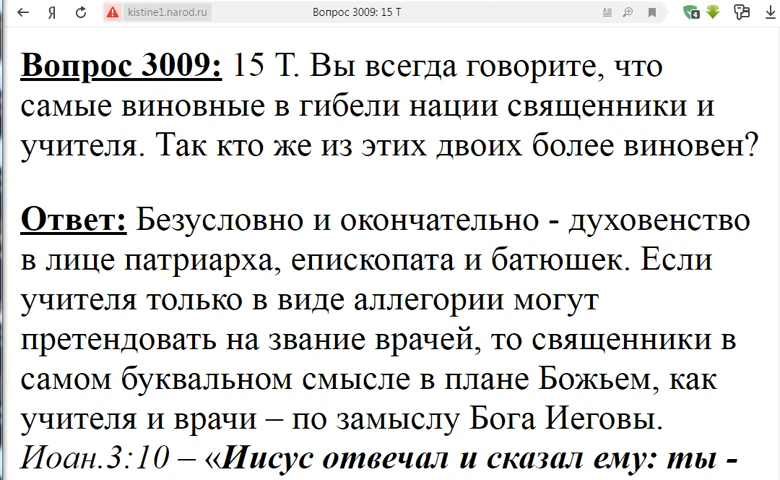 kistine1.narod.ru
Вопрос 3009: 15 Т
4
Вопрос 3009: 15 Т. Вы всегда говорите, что
самые виновные в гибели нации священники и
учителя. Так кто же из этих двоих более виновен?
Ответ: Безусловно и окончательно - духовенство
в лице патриарха, епископата и батюшек. Если
учителя только в виде аллегории могут
претендовать на звание врачей, то священники в
самом буквальном смысле в плане Божьем, как
учителя и врачи – по замыслу Бога Иеговы.
Иоан.3:10 – «Иисус отвечал и сказал ему: ты -